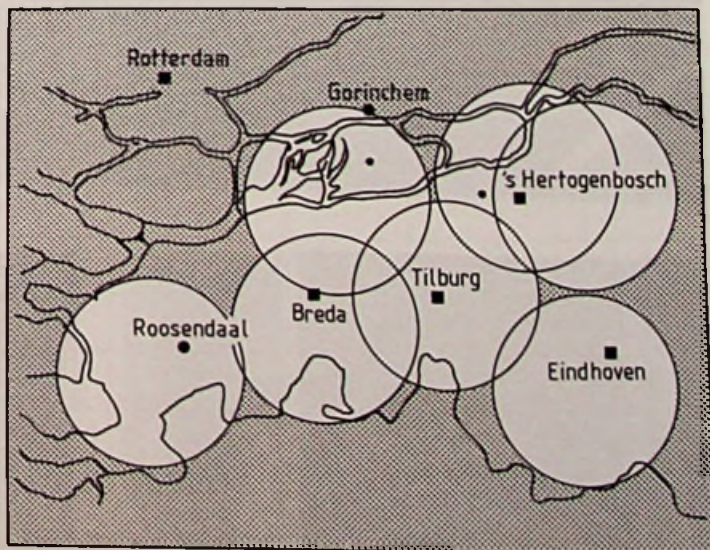 Rotterdam
Gorinchem
's Hertogenbosch
Tilburg
Breda
Roosendaal
Eindhoven